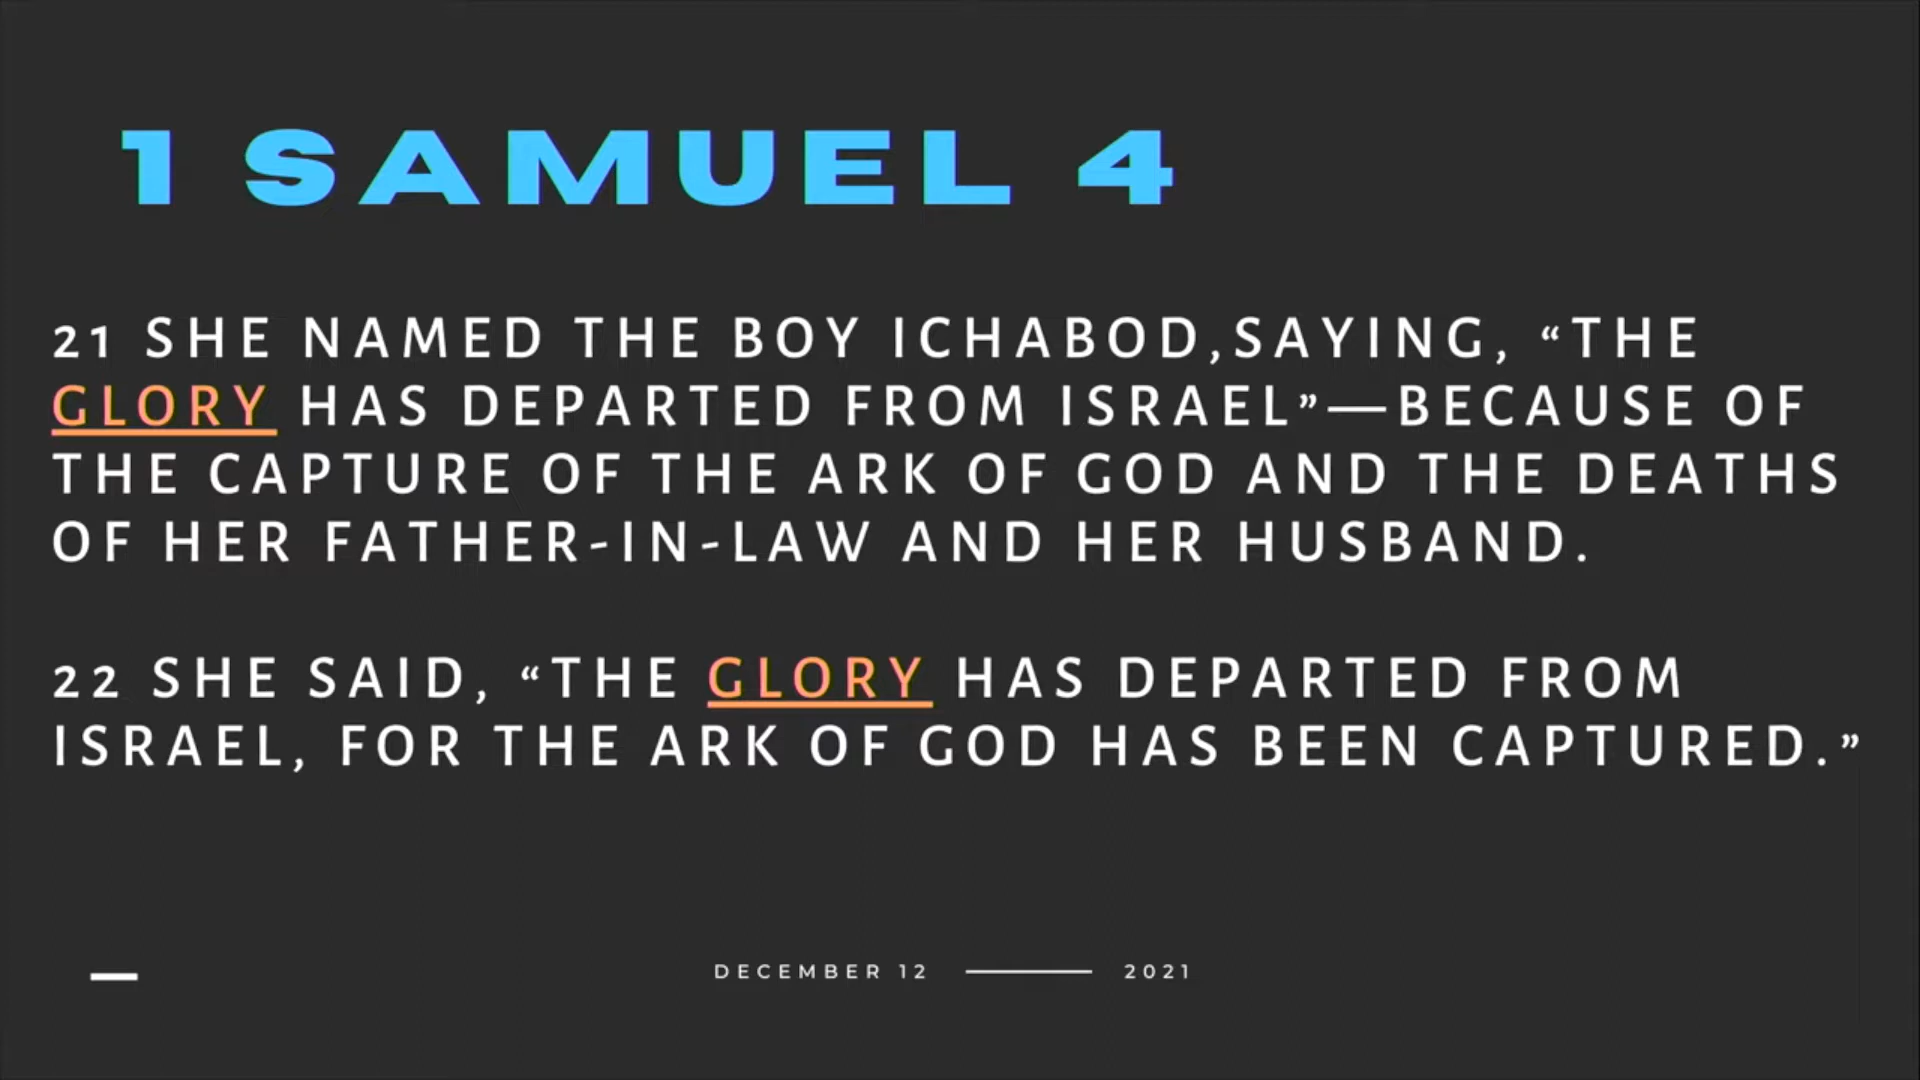 1 SAMUEL 4
21 SHE NAMED THE BOY ICHABOD,SAYING, “THE
GLORY HAS DEPARTED FROM ISRAEL”—BECAUSE OF
THE CAPTURE OF THE ARK OF GOD AND THE DEATHS
OF HER FATHER-IN-LAW AND HER HUSBAND.
22 SHE SAID, “THE GLORY HAS DEPARTED FROM
ISRAEL, FOR THE ARK OF GOD HAS BEEN CAPTURED.”
DECEMBER 12 —— 2021